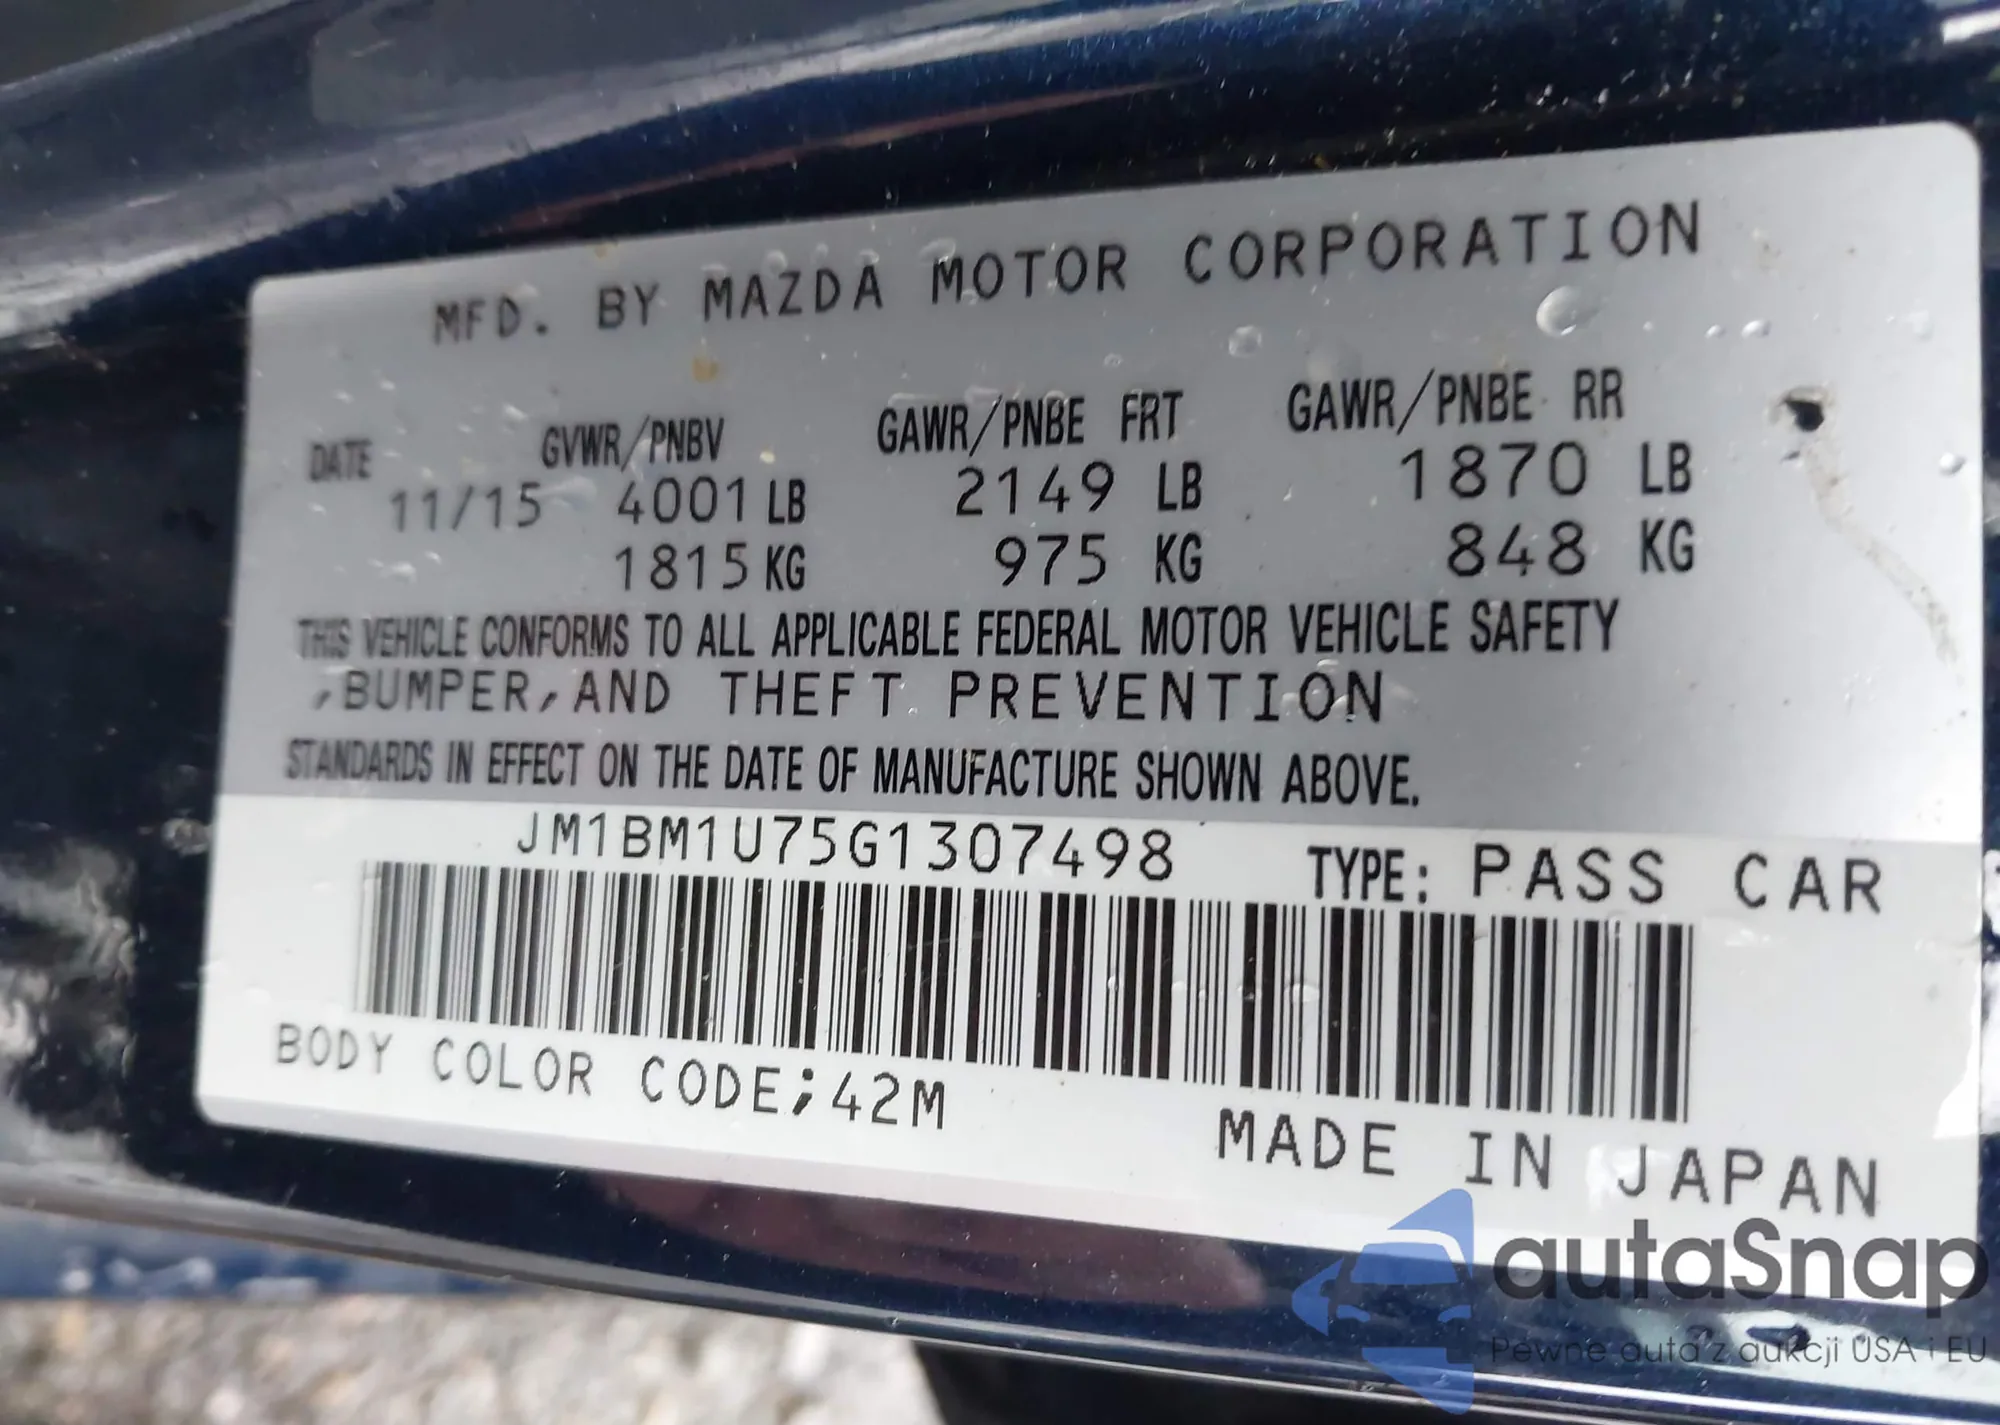 MFD. BY MAZDA MOTOR CORPORATION
DATE GVWR/PNBV GAWR/PNBE FRT GAWR/PNBE RR
11/15 4001 LB 2149 LB 1870 LB
1815 KG 975 KG 848 KG
THIS VEHICLE CONFORMS TO ALL APPLICABLE FEDERAL MOTOR VEHICLE SAFETY
,BUMPER,AND THEFT PREVENTION
STANDARDS IN EFFECT ON THE DATE OF MANUFACTURE SHOWN ABOVE.
JM1BM1U75G1307498 TYPE: PASS CAR
BODY COLOR CODE;42M
MADE IN JAPAN
autaSnap
Pewne auta z aukcji USA i EU